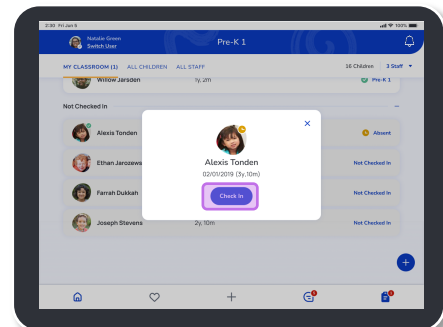 2:30 Fri Jun 5
100%
Natalie Green
Switch User
Pre-K 1
MY CLASSROOM (1) ALL CHILDREN ALL STAFF
16 Children 3 Staff
Willow Jarsden 1y, 2m Pre-K 1
Not Checked In
Alexis Tonden Absent
Ethan Jarozews Not Checked In
Farrah Dukkah Not Checked In
Joseph Stevens 2y, 10m Not Checked In
Alexis Tonden
02/01/2019 (3y,10m)
Check In